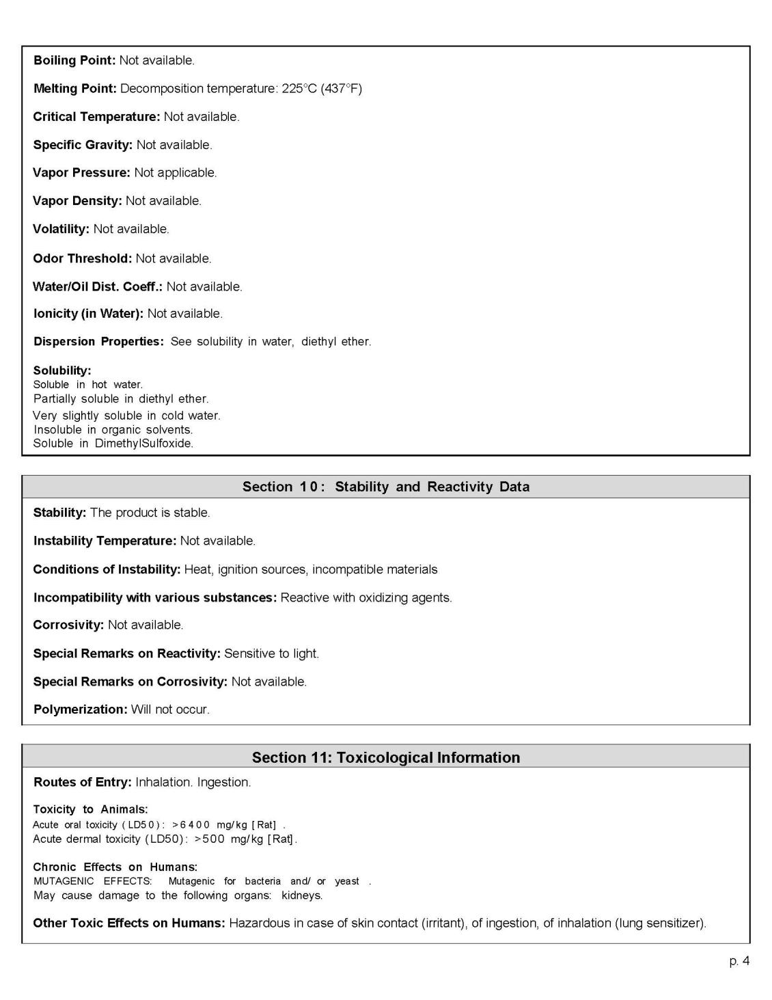 Boiling Point: Not available.
Melting Point: Decomposition temperature: 225°C (437°F)
Critical Temperature: Not available.
Specific Gravity: Not available.
Vapor Pressure: Not applicable.
Vapor Density: Not available.
Volatility: Not available.
Odor Threshold: Not available.
Water/Oil Dist. Coeff.: Not available.
Ionicity (in Water): Not available.
Dispersion Properties: See solubility in water, diethyl ether.
Solubility:
Soluble in hot water.
Partially soluble in diethyl ether.
Very slightly soluble in cold water.
Insoluble in organic solvents.
Soluble in DimethylSulfoxide.
Section 10: Stability and Reactivity Data
Stability: The product is stable.
Instability Temperature: Not available.
Conditions of Instability: Heat, ignition sources, incompatible materials
Incompatibility with various substances: Reactive with oxidizing agents.
Corrosivity: Not available.
Special Remarks on Reactivity: Sensitive to light.
Special Remarks on Corrosivity: Not available.
Polymerization: Will not occur.
Section 11: Toxicological Information
Routes of Entry: Inhalation. Ingestion.
Toxicity to Animals:
Acute oral toxicity (LD50): >6400 mg/kg [Rat] .
Acute dermal toxicity (LD50): >500 mg/kg [Rat].
Chronic Effects on Humans:
MUTAGENIC EFFECTS: Mutagenic for bacteria and/ or yeast .
May cause damage to the following organs: kidneys.
Other Toxic Effects on Humans: Hazardous in case of skin contact (irritant), of ingestion, of inhalation (lung sensitizer).
p. 4